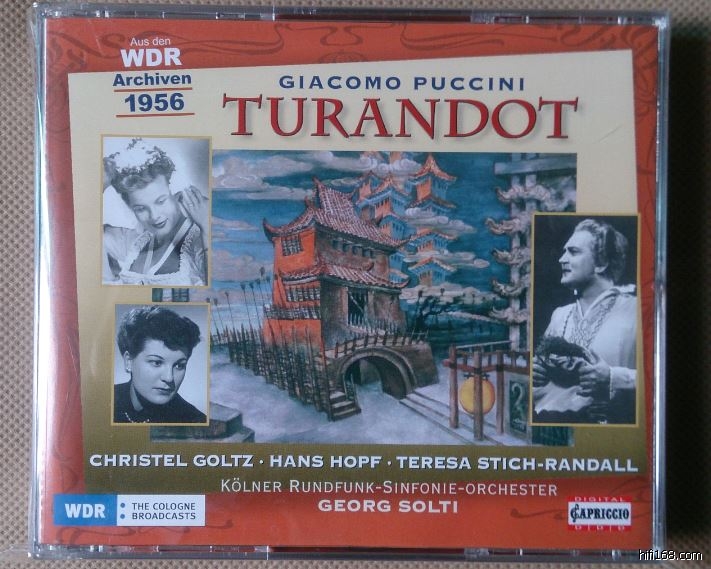 Aus den
WDR
Archiven
1956
GIACOMO PUCCINI
TURANDOT
CHRISTEL GOLTZ · HANS HOPF · TERESA STICH-RANDALL
KÖLNER RUNDFUNK-SINFONIE-ORCHESTER
GEORG SOLTI
WDR
THE COLOGNE
BROADCASTS
DIGITAL
CAPRICCIO
DDD
hifi168.com